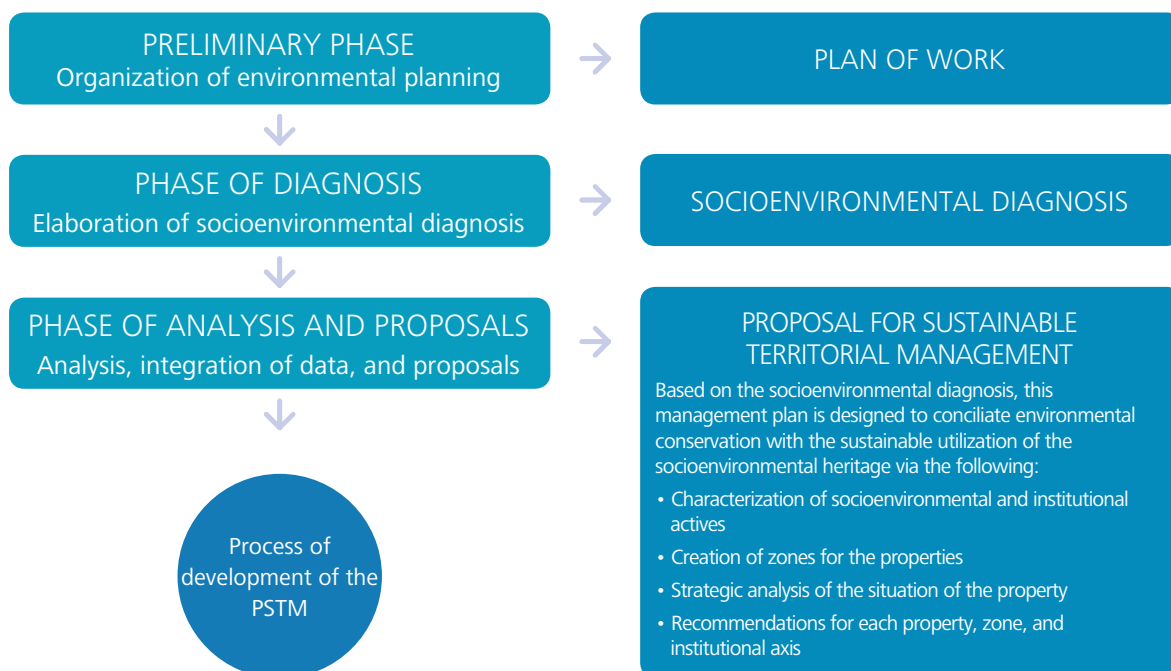 PRELIMINARY PHASE
Organization of environmental planning
PLAN OF WORK
PHASE OF DIAGNOSIS
Elaboration of socioenvironmental diagnosis
SOCIOENVIRONMENTAL DIAGNOSIS
PHASE OF ANALYSIS AND PROPOSALS
Analysis, integration of data, and proposals
PROPOSAL FOR SUSTAINABLE
TERRITORIAL MANAGEMENT
Based on the socioenvironmental diagnosis, this
management plan is designed to conciliate environmental
conservation with the sustainable utilization of the
socioenvironmental heritage via the following:
• Characterization of socioenvironmental and institutional
actives
• Creation of zones for the properties
• Strategic analysis of the situation of the property
• Recommendations for each property, zone, and
institutional axis
Process of
development of the
PSTM